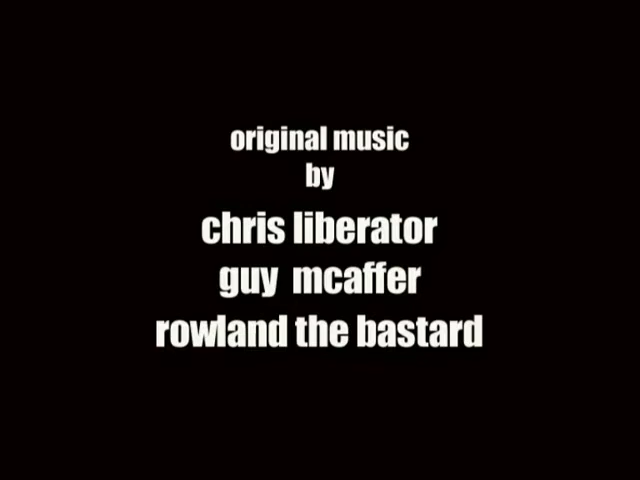 original music
by
chris liberator
guy mcaffer
rowland the bastard